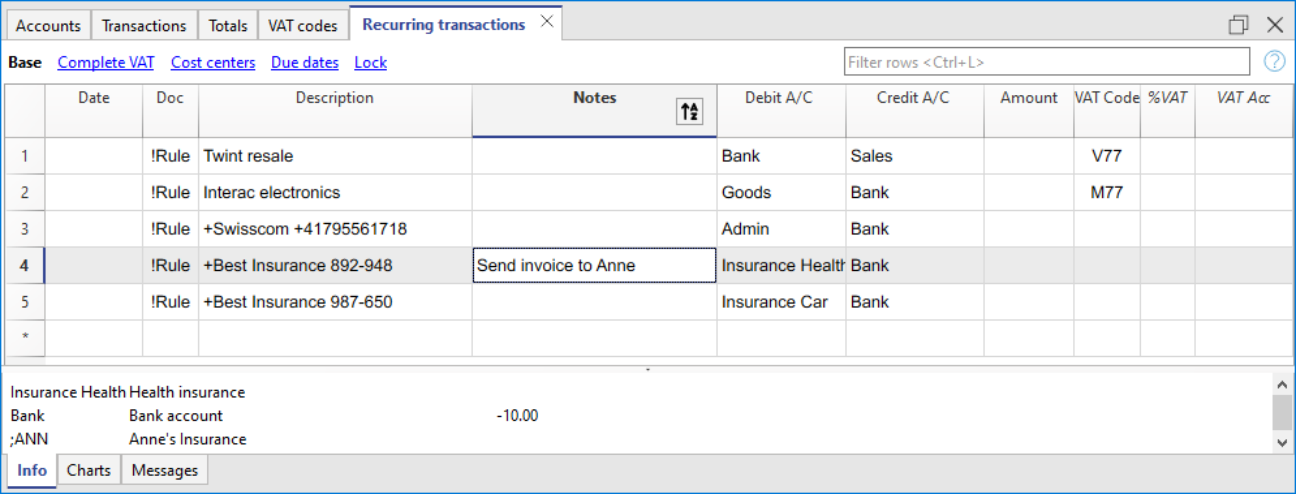 Accounts Transactions Totals VAT codes Recurring transactions
Base Complete VAT Cost centers Due dates Lock Filter rows <Ctrl+L> ?
Date Doc Description Notes Debit A/C Credit A/C Amount VAT Code %VAT VAT Acc
1 !Rule Twint resale Bank Sales V77
2 !Rule Interac electronics Goods Bank M77
3 !Rule +Swisscom +41795561718 Admin Bank
4 !Rule +Best Insurance 892-948 Send invoice to Anne Insurance Health Bank
5 !Rule +Best Insurance 987-650 Insurance Car Bank
*
Insurance Health Health insurance
Bank Bank account -10.00
;ANN Anne's Insurance
Info Charts Messages